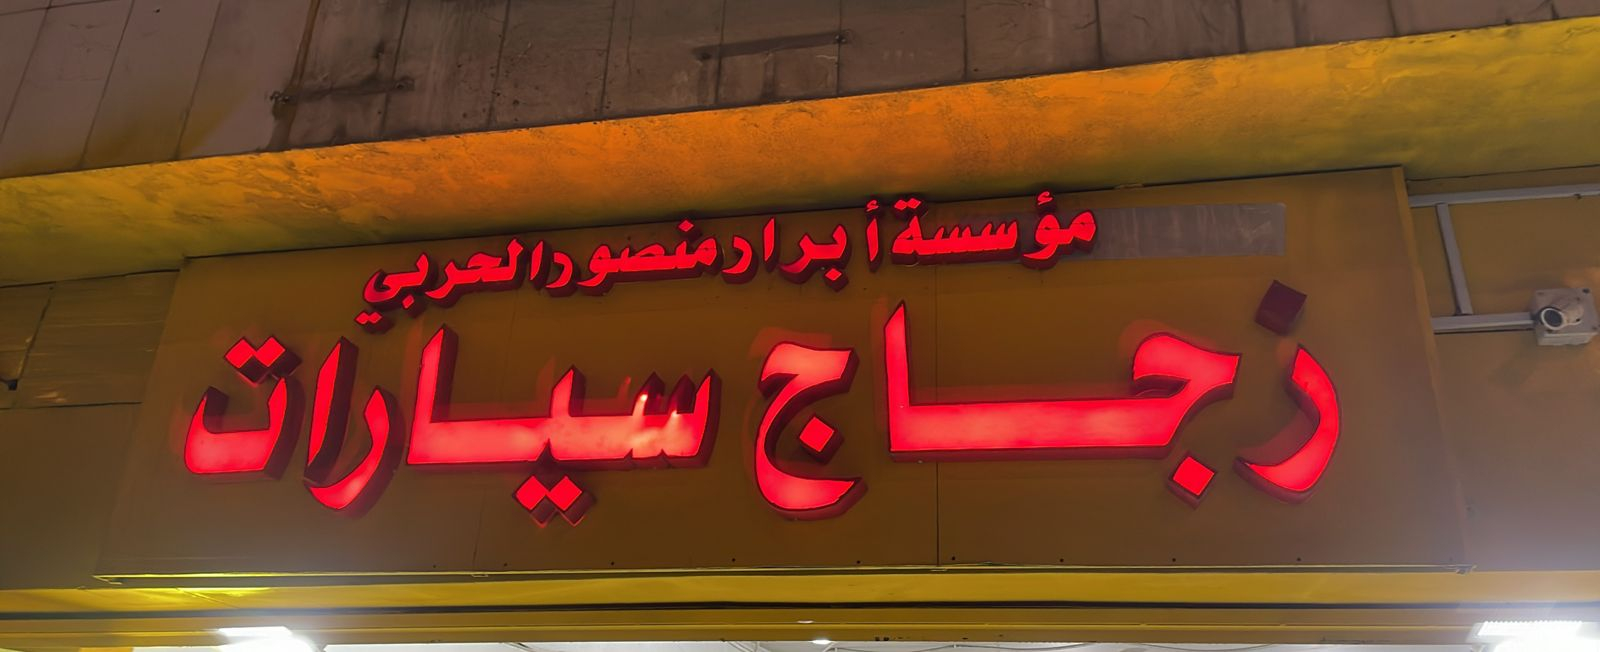 مؤسسة أبرار منصور الحربي
زجاج سيارات